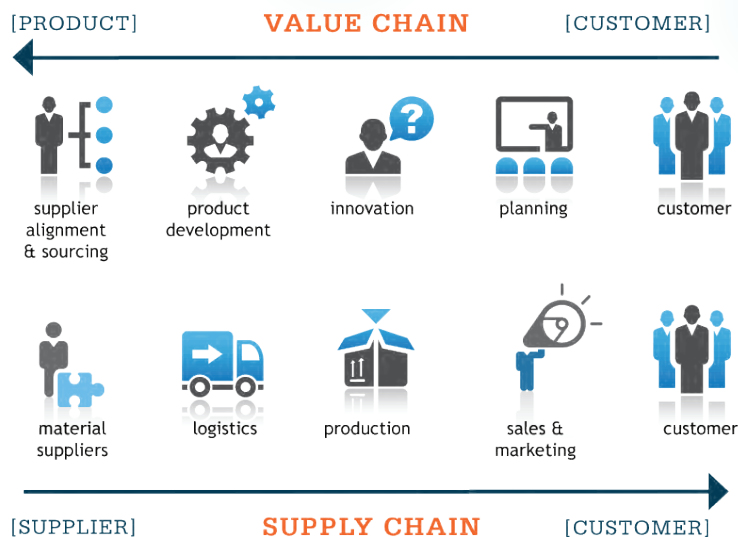 [PRODUCT] VALUE CHAIN [CUSTOMER]
?
supplier alignment & sourcing
product development
innovation
planning
customer
material suppliers
logistics
production
sales & marketing
customer
[SUPPLIER] SUPPLY CHAIN [CUSTOMER]